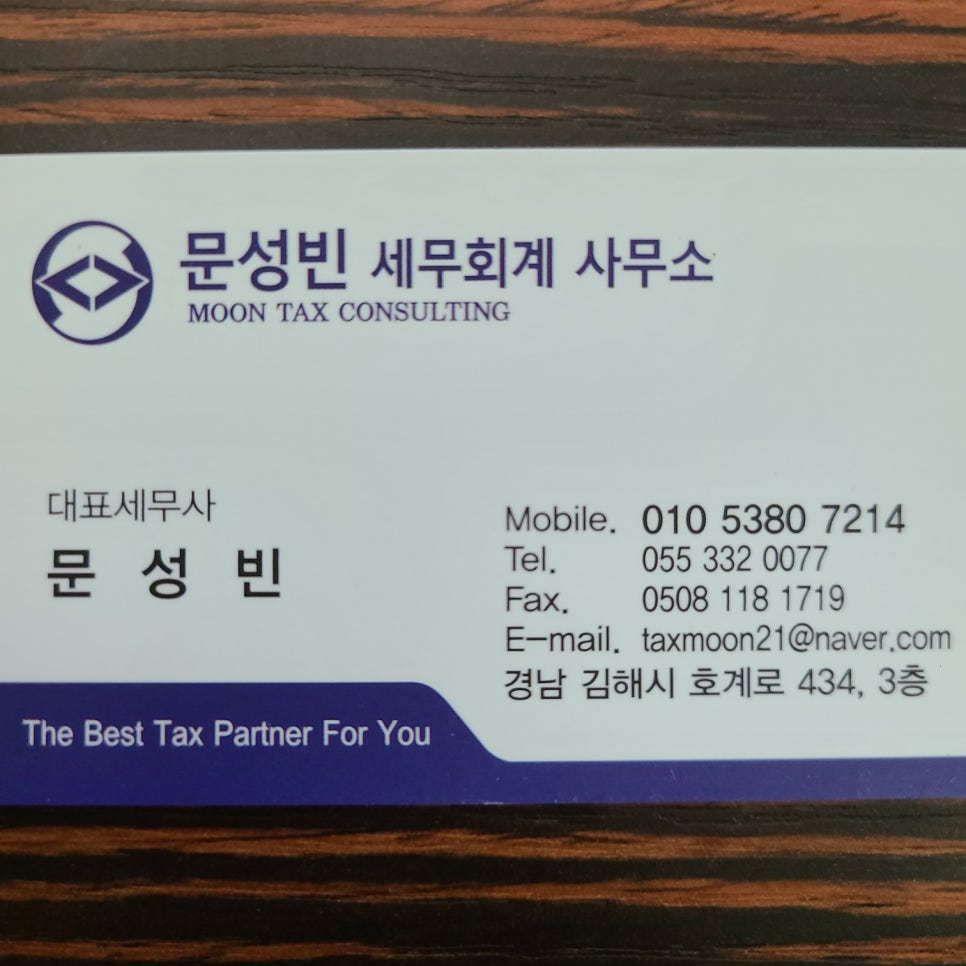 문성빈 세무회계 사무소
MOON TAX CONSULTING
대표세무사
문 성 빈
Mobile. 010 5380 7214
Tel. 055 332 0077
Fax. 0508 118 1719
E-mail. taxmoon21@naver.com
경남 김해시 호계로 434, 3층
The Best Tax Partner For You